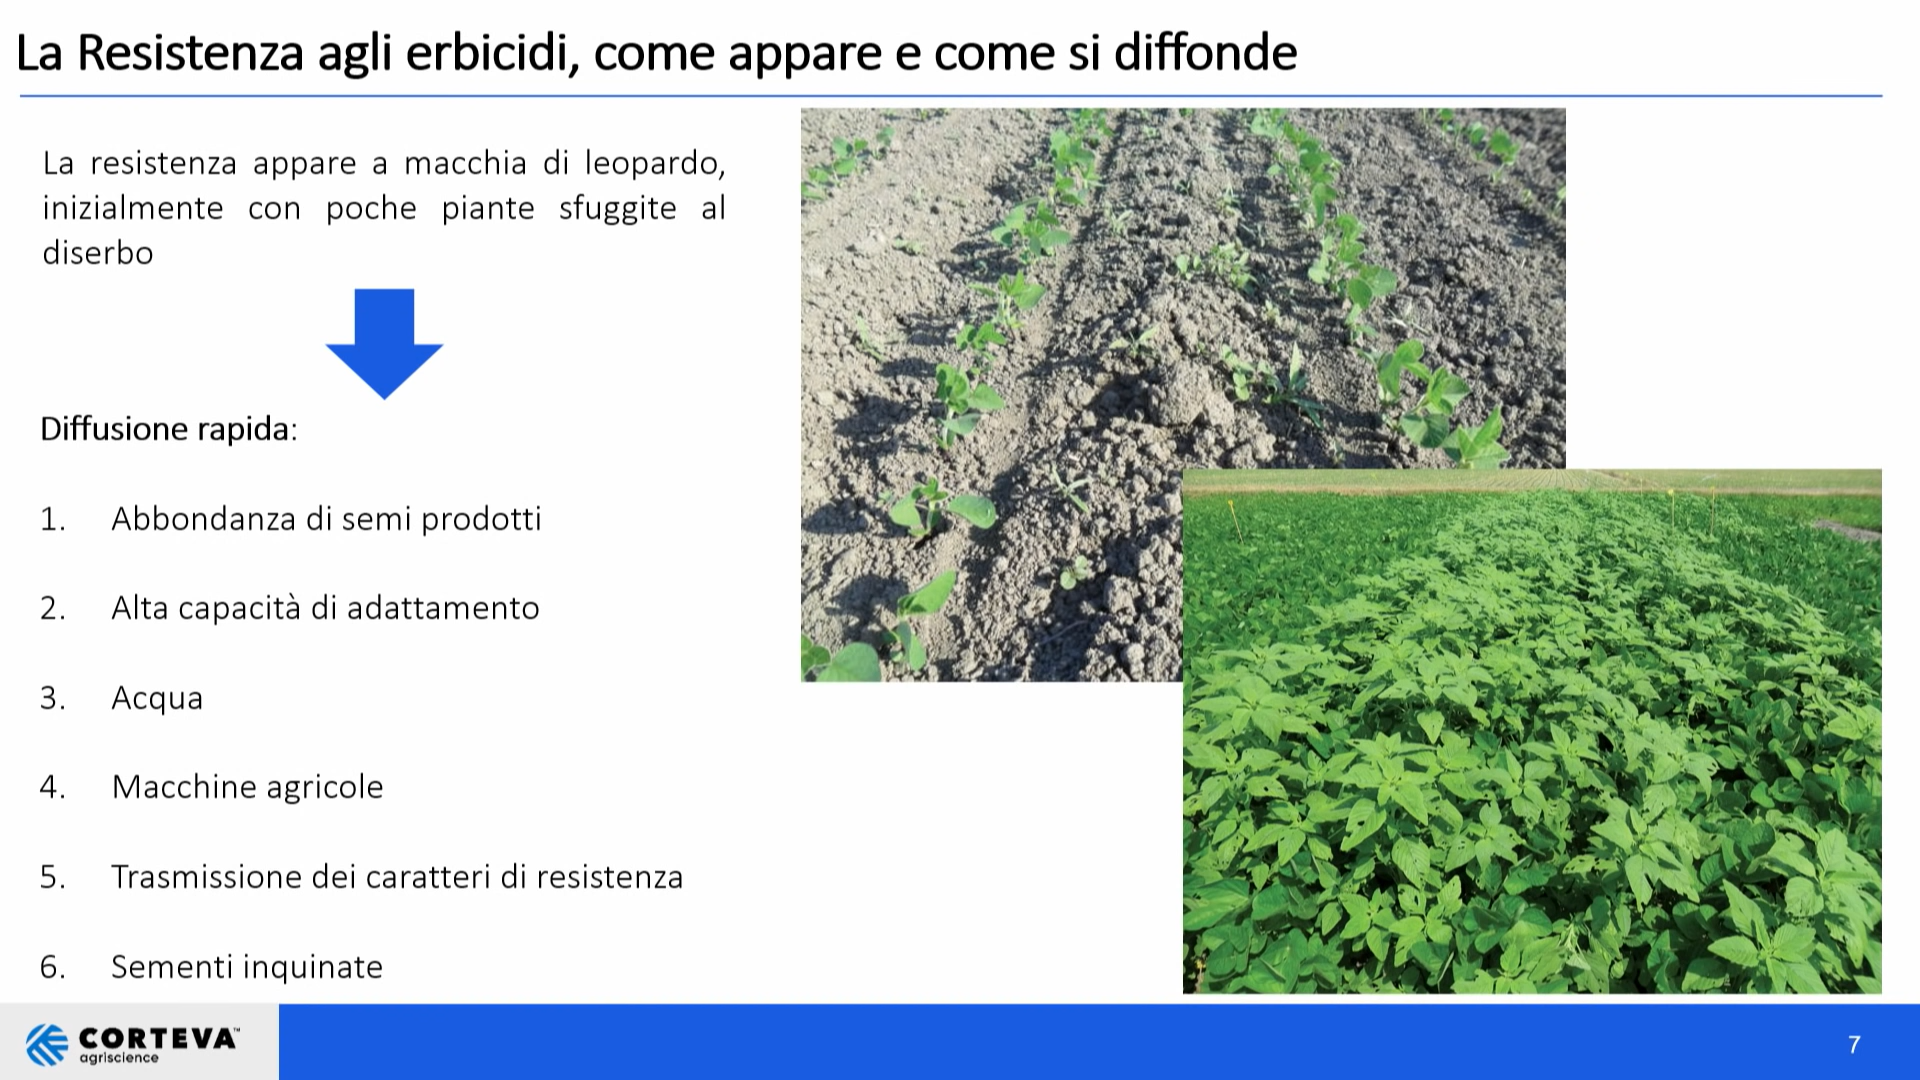 La Resistenza agli erbicidi, come appare e come si diffonde
La resistenza appare a macchia di leopardo,
inizialmente con poche piante sfuggite al
diserbo
Diffusione rapida:
1. Abbondanza di semi prodotti
2. Alta capacità di adattamento
3. Acqua
4. Macchine agricole
5. Trasmissione dei caratteri di resistenza
6. Sementi inquinate
CORTEVA™
agriscience
7